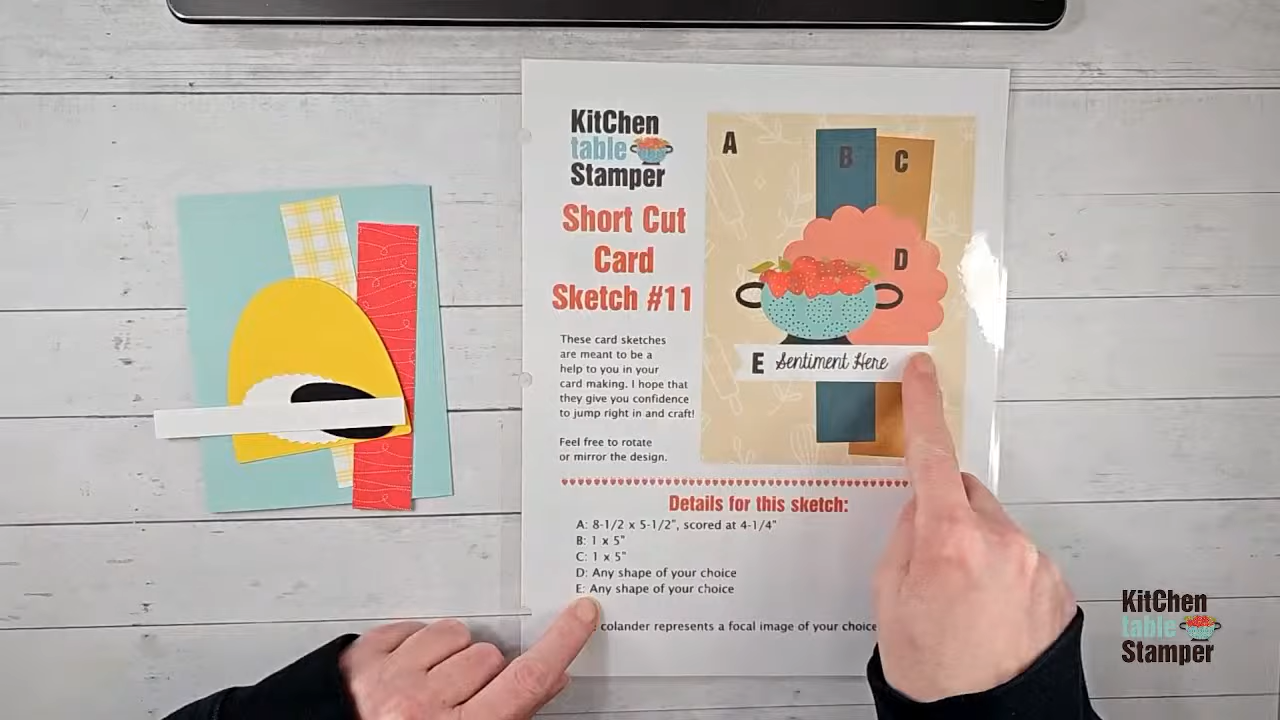 KitChen
table
Stamper
Short Cut
Card
Sketch #11
These card sketches
are meant to be a
help to you in your
card making. I hope that
they give you confidence
to jump right in and craft!
Feel free to rotate
or mirror the design.
A
B
C
D
E Sentiment Here
Details for this sketch:
A: 8-1/2 x 5-1/2", scored at 4-1/4"
B: 1 x 5"
C: 1 x 5"
D: Any shape of your choice
E: Any shape of your choice
colander represents a focal image of your choice
KitChen
table
Stamper